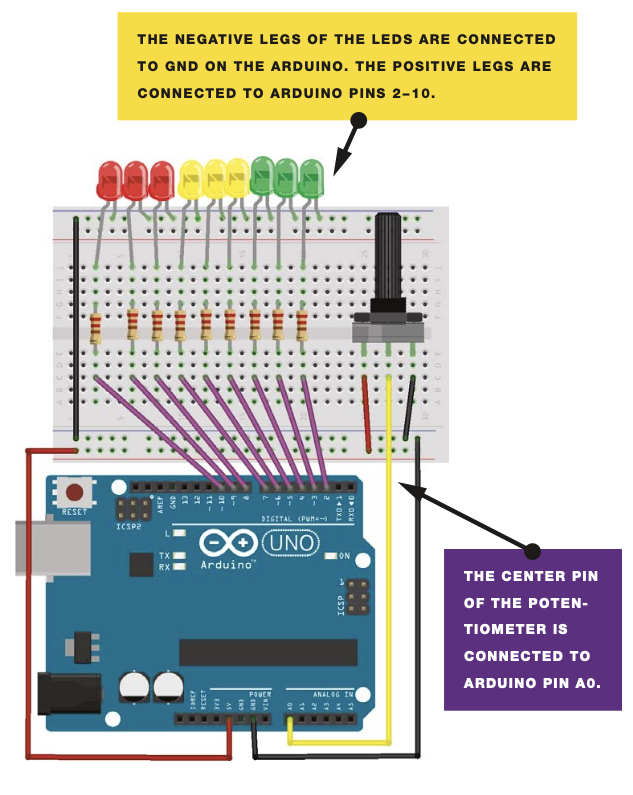 THE NEGATIVE LEGS OF THE LEDS ARE CONNECTED
TO GND ON THE ARDUINO. THE POSITIVE LEGS ARE
CONNECTED TO ARDUINO PINS 2–10.
RESET
ICSP2
AREF
GND
13
12
~11
~10
~9
8
7
~6
~5
4
~3
2
TX▸1
RX◂0
DIGITAL (PWM=~)
L
TX
RX
Arduino™
UNO
ON
1
ICSP
THE CENTER PIN
OF THE POTEN-
TIOMETER IS
CONNECTED TO
ARDUINO PIN A0.
POWER
ANALOG IN
IOREF
RESET
3V3
5V
GND
GND
VIN
A0
A1
A2
A3
A4
A5